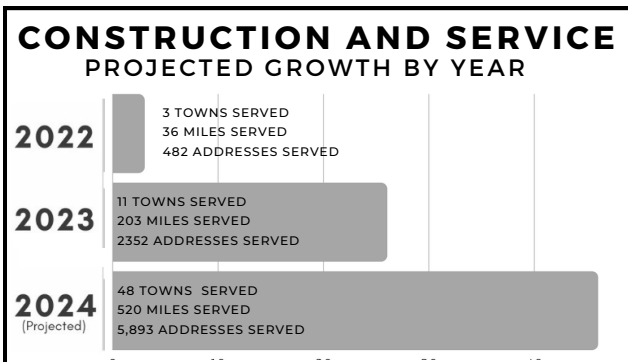 CONSTRUCTION AND SERVICE
PROJECTED GROWTH BY YEAR
2022
3 TOWNS SERVED
36 MILES SERVED
482 ADDRESSES SERVED
2023
11 TOWNS SERVED
203 MILES SERVED
2352 ADDRESSES SERVED
2024
(Projected)
48 TOWNS SERVED
520 MILES SERVED
5,893 ADDRESSES SERVED